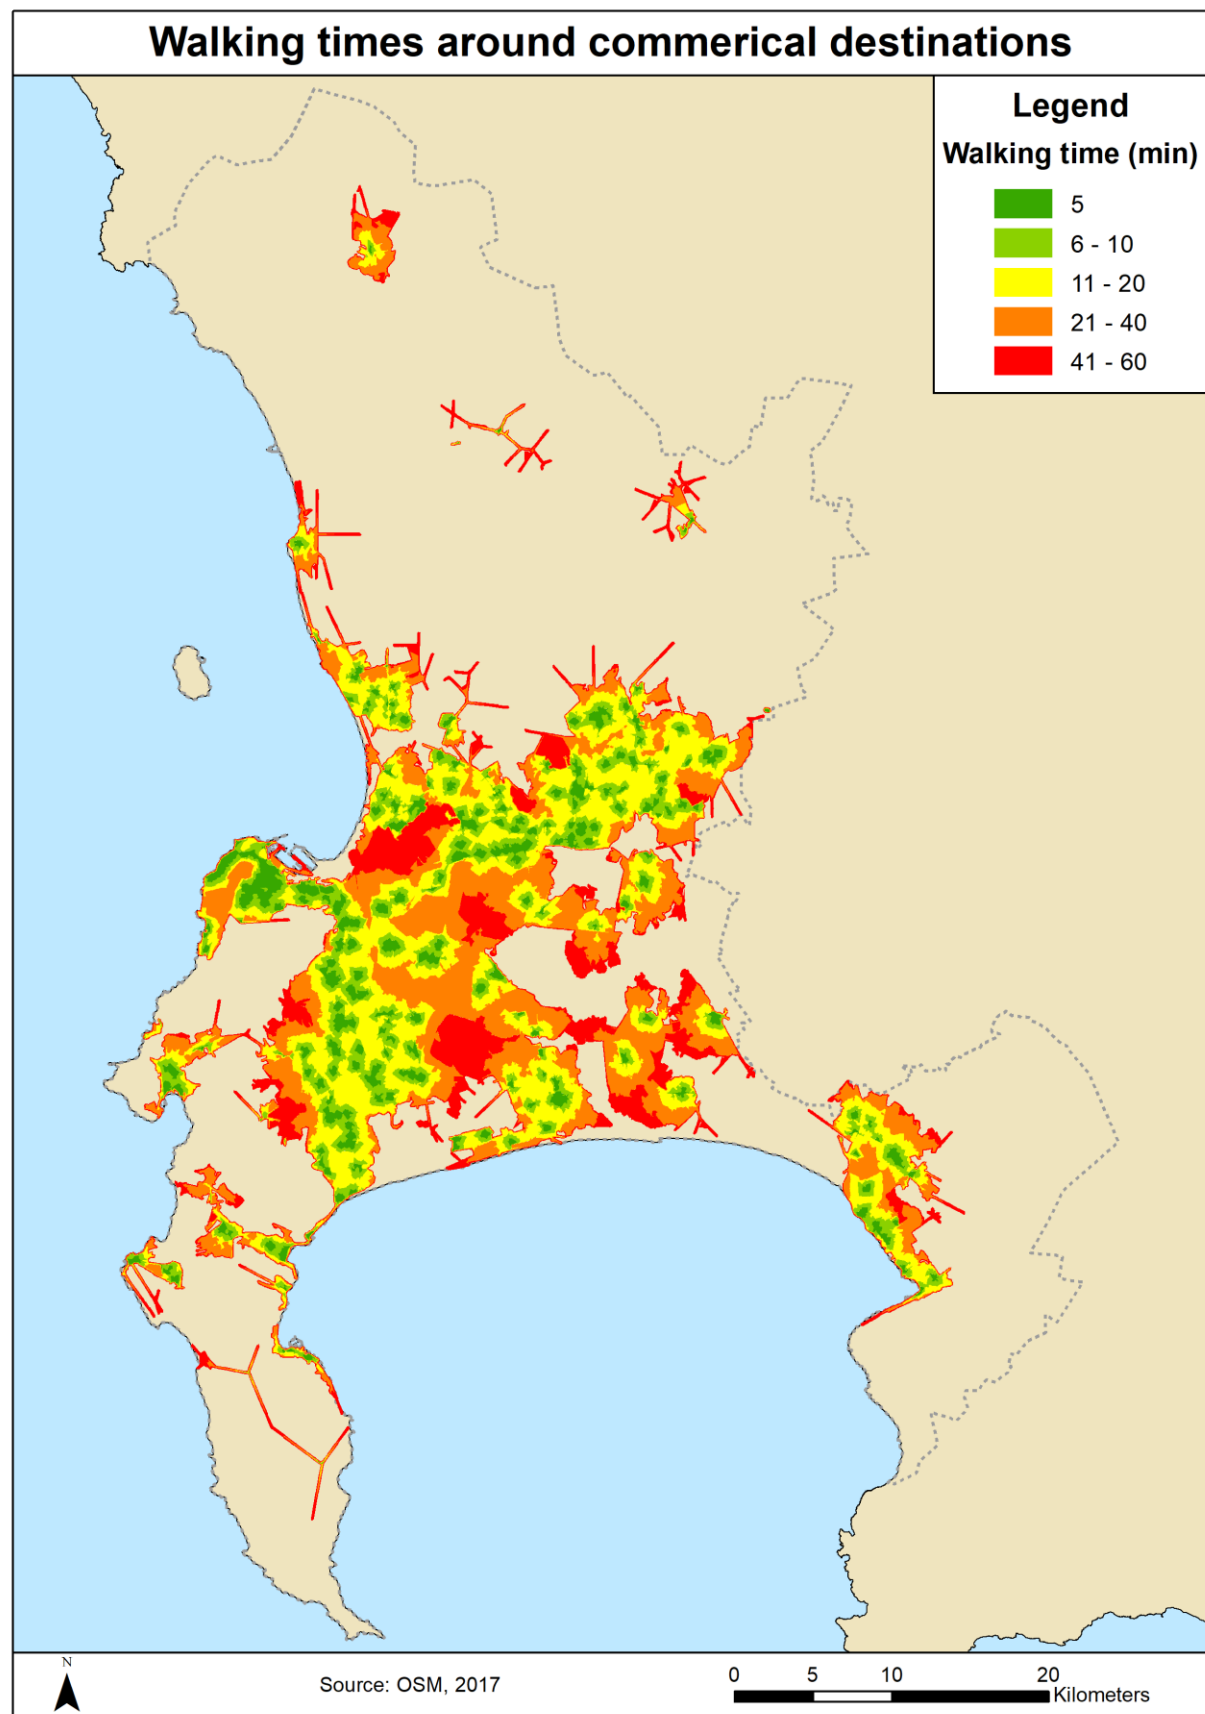 Walking times around commerical destinations
Legend
Walking time (min)
5
6 - 10
11 - 20
21 - 40
41 - 60
N
Source: OSM, 2017
0 5 10 20
Kilometers